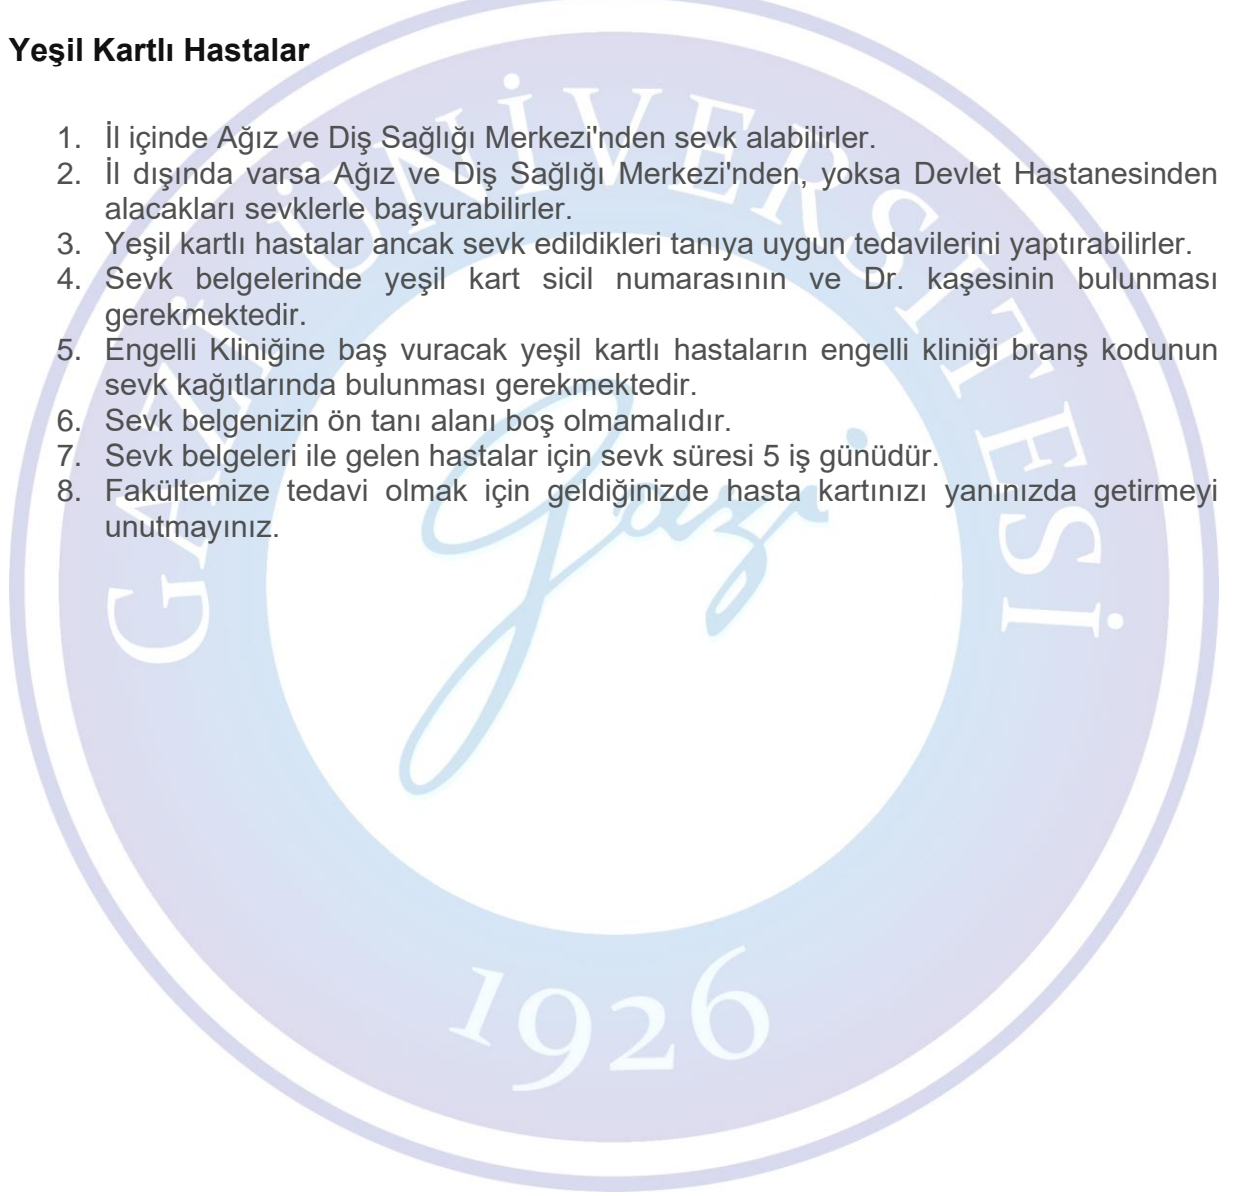 Yeşil Kartlı Hastalar
1. İl içinde Ağız ve Diş Sağlığı Merkezi'nden sevk alabilirler.
2. İl dışında varsa Ağız ve Diş Sağlığı Merkezi'nden, yoksa Devlet Hastanesinden
alacakları sevklerle başvurabilirler.
3. Yeşil kartlı hastalar ancak sevk edildikleri tanıya uygun tedavilerini yaptırabilirler.
4. Sevk belgelerinde yeşil kart sicil numarasının ve Dr. kaşesinin bulunması
gerekmektedir.
5. Engelli Kliniğine baş vuracak yeşil kartlı hastaların engelli kliniği branş kodunun
sevk kağıtlarında bulunması gerekmektedir.
6. Sevk belgenizin ön tanı alanı boş olmamalıdır.
7. Sevk belgeleri ile gelen hastalar için sevk süresi 5 iş günüdür.
8. Fakültemize tedavi olmak için geldiğinizde hasta kartınızı yanınızda getirmeyi
unutmayınız.
GAZİ ÜNİVERSİTESİ
gazi
1926